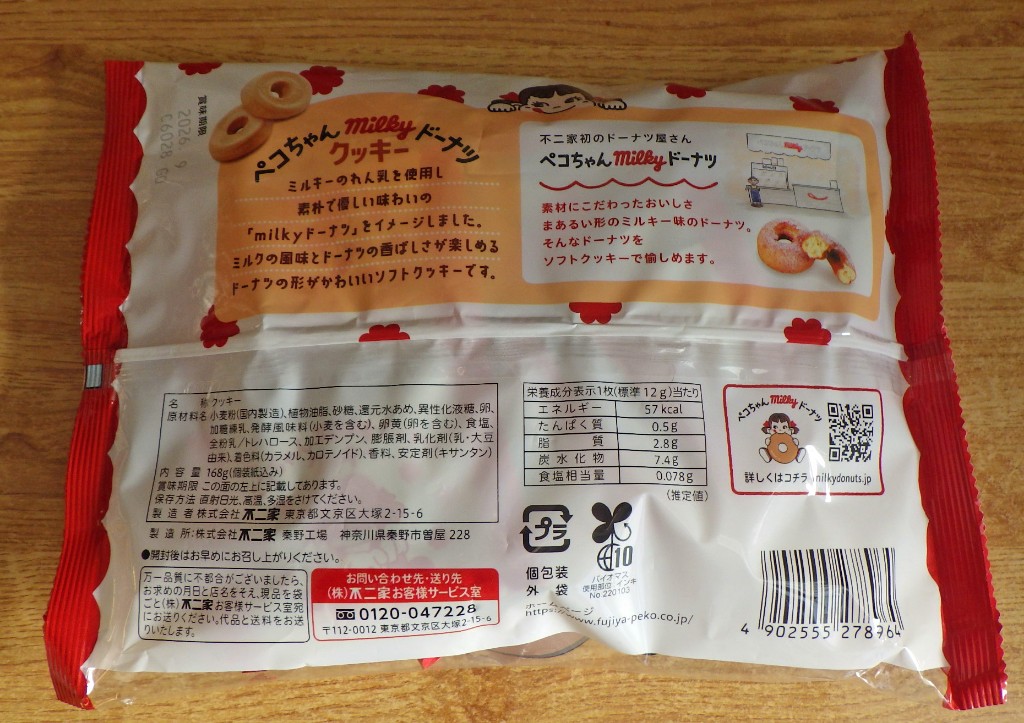 賞味期限
2026. 9
C6028 60
ペコちゃん milky ドーナツ
クッキー
ミルキーのれん乳を使用し
素朴で優しい味わいの
「milkyドーナツ」をイメージしました。
ミルクの風味とドーナツの香ばしさが楽しめる
ドーナツの形がかわいいソフトクッキーです。
不二家初のドーナツ屋さん
ペコちゃん milky ドーナツ
素材にこだわったおいしさ
まあるい形のミルキー味のドーナツ。
そんなドーナツを
ソフトクッキーで愉しめます。
名 称 クッキー
原材料名 小麦粉(国内製造)、植物油脂、砂糖、還元水あめ、異性化液糖、卵、
加糖練乳、発酵風味料(小麦を含む)、卵黄(卵を含む)、食塩、
全粉乳/トレハロース、加工デンプン、膨脹剤、乳化剤(乳・大豆
由来)、着色料(カラメル、カロテノイド)、香料、安定剤(キサンタン)
内容量 168g(個装紙込み)
賞味期限 この面の左上に記載してあります。
保存方法 直射日光、高温、多湿をさけてください。
製造者 株式会社 不二家 東京都文京区大塚2-15-6
製造所:株式会社 不二家 秦野工場 神奈川県秦野市曽屋 228
●開封後はお早めにお召し上がりください。
万一品質に不都合がございましたら、
お求めの月日と店名をそえ、現品を袋
ごと(株)不二家お客様サービス室宛
にお送りください。代品と送料をお送
りいたします。
お問い合わせ先・送り先
(株)不二家お客様サービス室
0120-047228
〒112-0012 東京都文京区大塚2-15-6
栄養成分表示1枚(標準12g)当たり
エネルギー 57 kcal
たんぱく質 0.5g
脂質 2.8g
炭水化物 7.4g
食塩相当量 0.078g
(推定値)
プラ
個包装
外 袋
10
バイオマス
使用部位 インキ
No 220103
https://www.fujiya-peko.co.jp/
ペコちゃん milky ドーナツ
詳しくはコチラ milkydonuts.jp
4 902555 278964